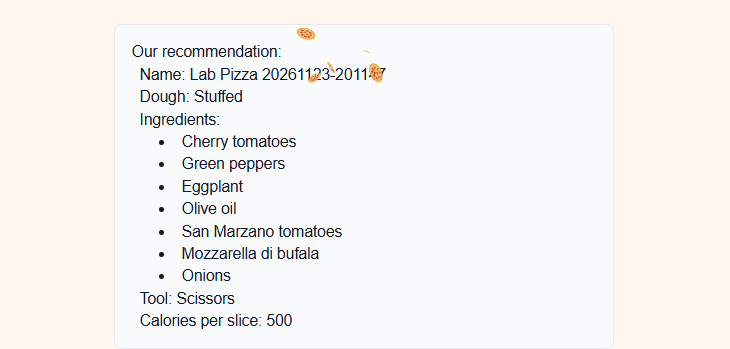 Our recommendation:
Name: Lab Pizza
Dough: Stuffed
Ingredients:
• Cherry tomatoes
• Green peppers
• Eggplant
• Olive oil
• San Marzano tomatoes
• Mozzarella di bufala
• Onions
Tool: Scissors
Calories per slice: 500